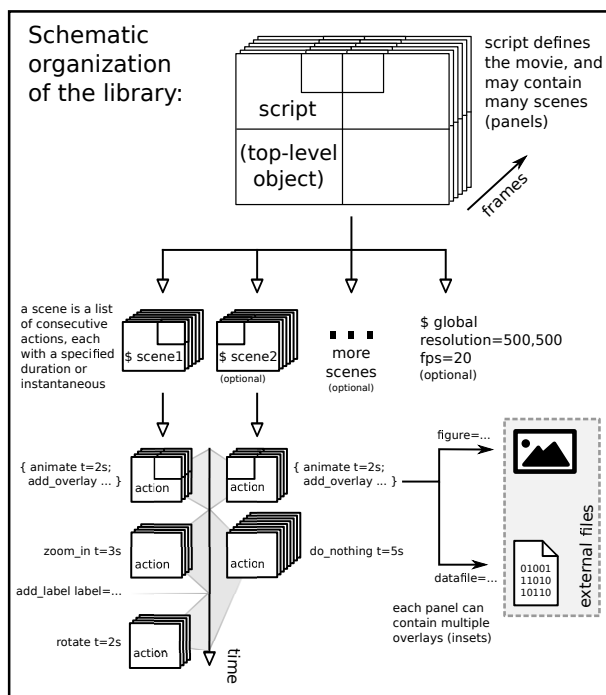 Schematic
organization
of the library:
script
(top-level
object)
script defines
the movie, and
may contain
many scenes
(panels)
frames
a scene is a list
of consecutive
actions, each
with a specified
duration or
instantaneous
$ scene1
$ scene2
(optional)
more
scenes
(optional)
$ global
resolution=500,500
fps=20
(optional)
{ animate t=2s;
add_overlay ... }
action
action
{ animate t=2s;
add_overlay ... }
figure=...
zoom_in t=3s
action
action
do_nothing t=5s
datafile=...
01001
11010
10110
external files
add_label label=...
each panel can
contain multiple
overlays (insets)
rotate t=2s
action
time